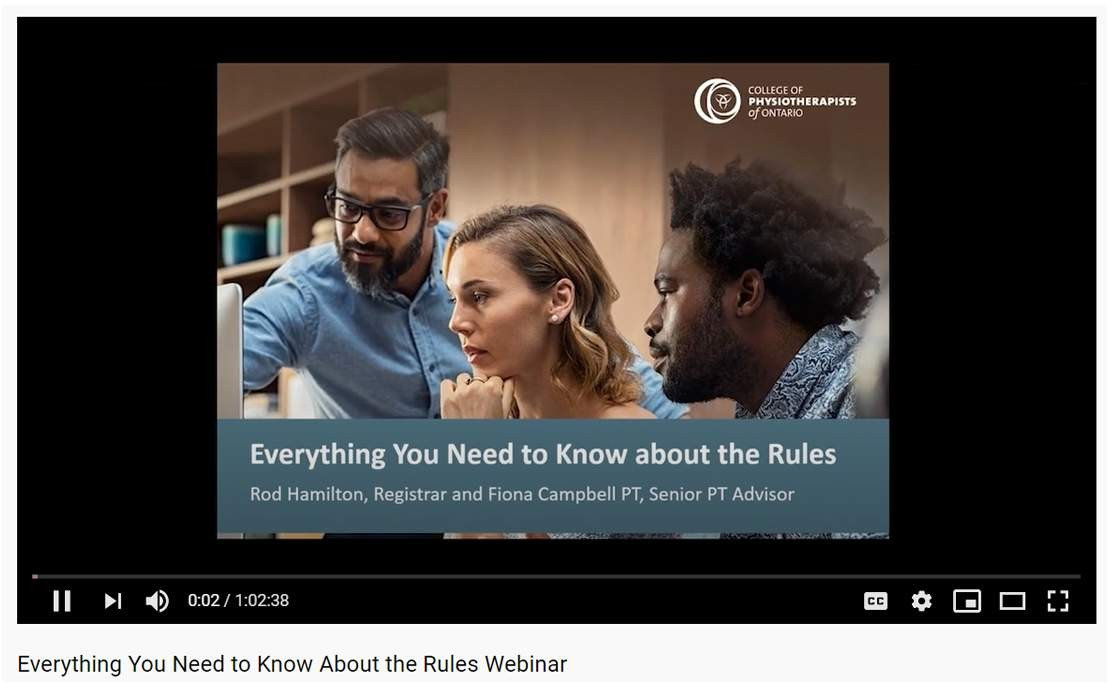 COLLEGE OF
PHYSIOTHERAPISTS
of ONTARIO
Everything You Need to Know about the Rules
Rod Hamilton, Registrar and Fiona Campbell PT, Senior PT Advisor
0:02 / 1:02:38
CC
Everything You Need to Know About the Rules Webinar